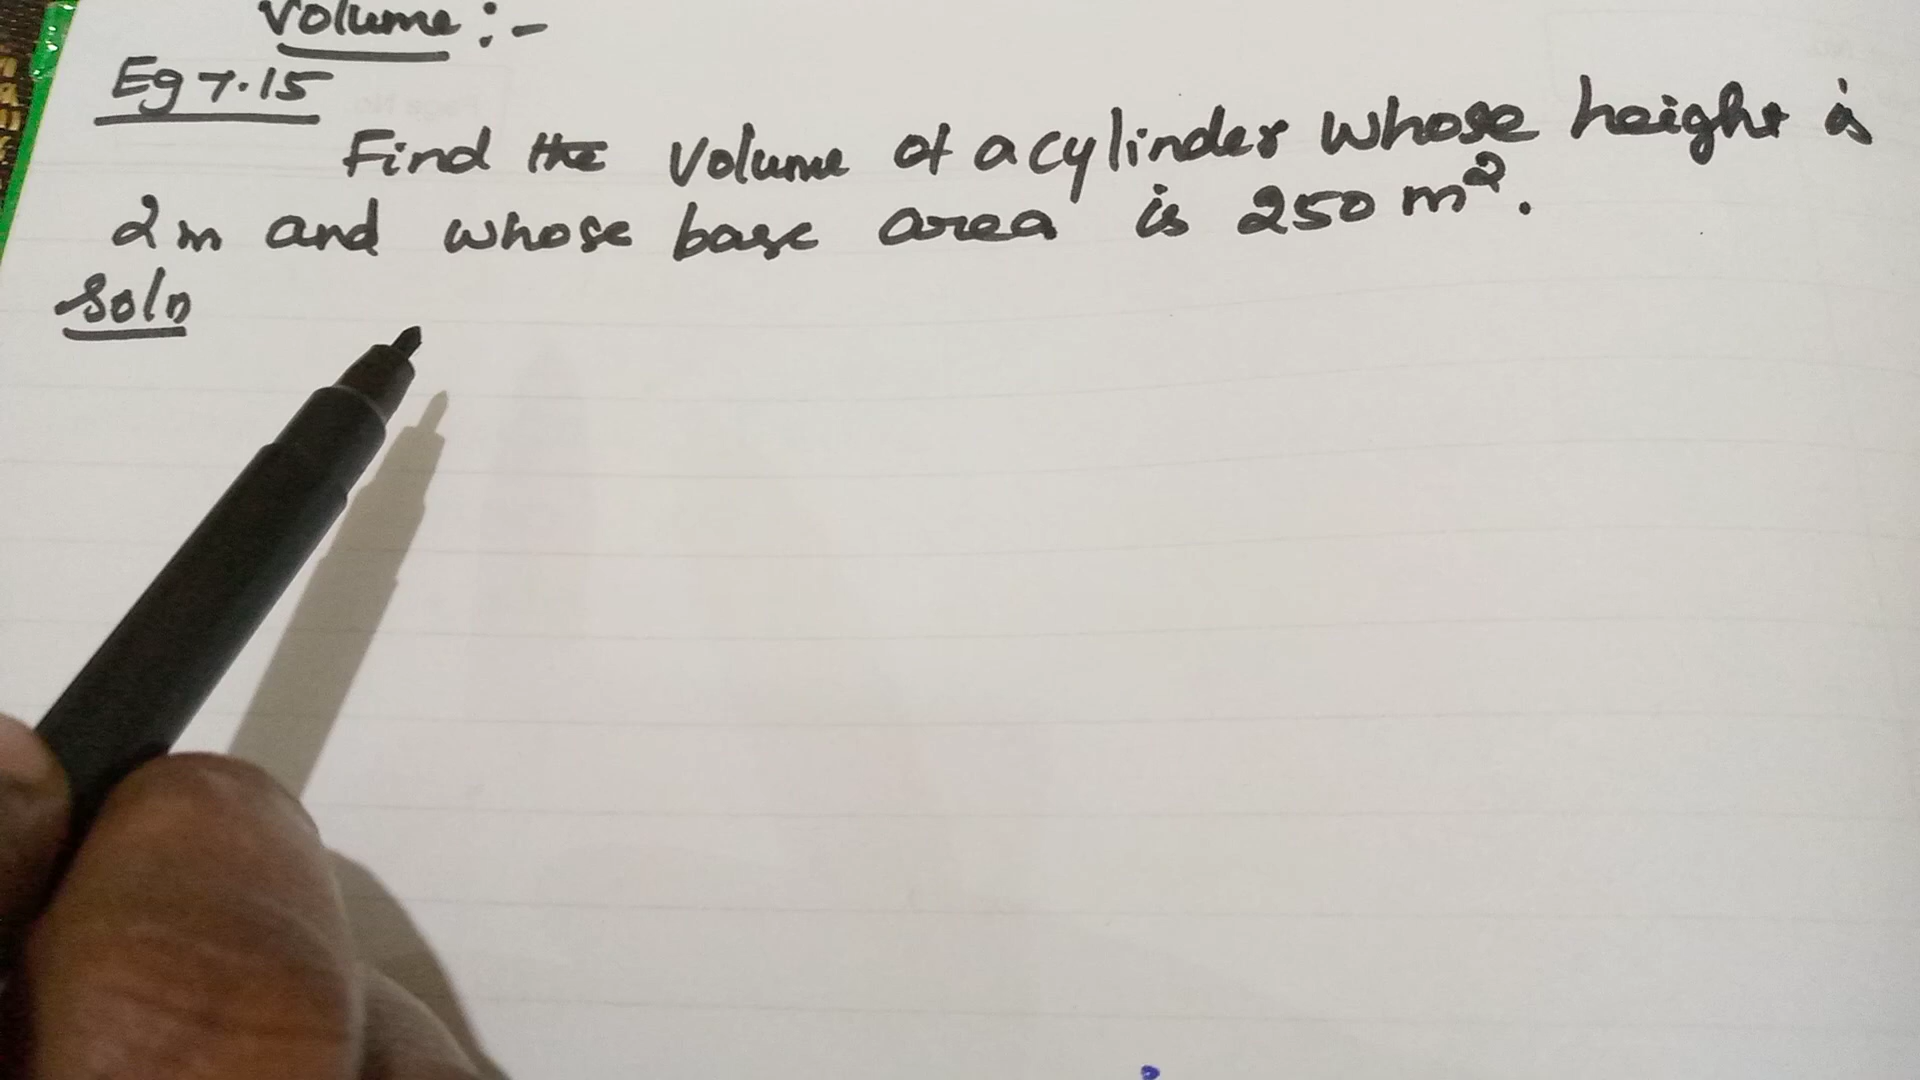 Volume :-
Eg 7.15
Find the Volume of a cylinder whose height is
2m and whose base area is 250 m².
Soln